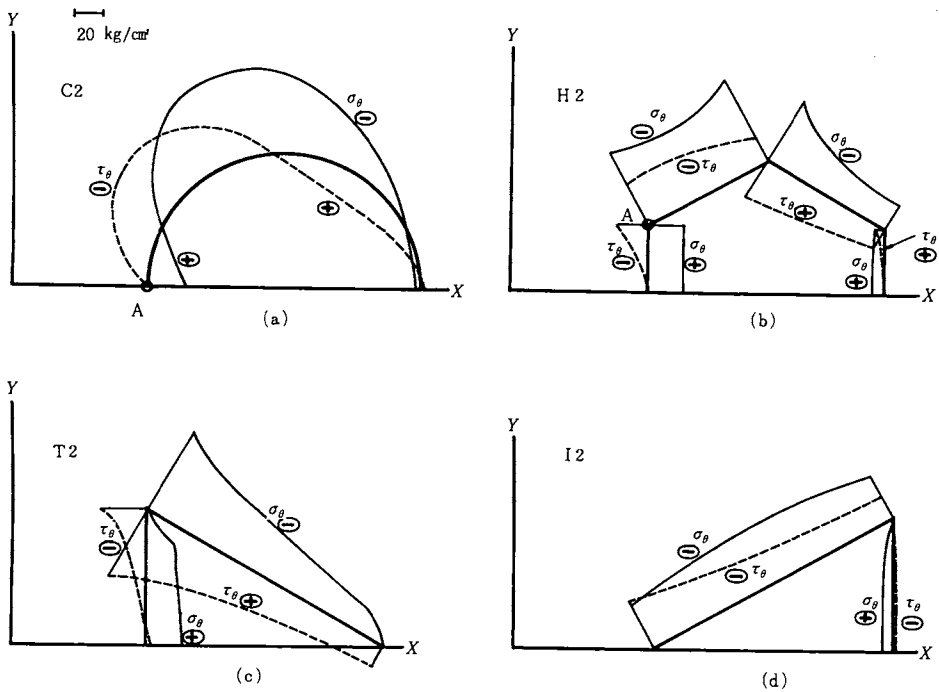 Y
20 kg/cm²
C2
σθ
⊖
τθ
⊖
⊕
⊕
A
X
(a)
Y
H2
σθ
⊖
⊖ τθ
σθ
⊖
A
τθ
⊕
τθ
⊖
σθ
⊕
σθ
⊕
τθ
⊕
X
(b)
Y
T2
σθ
⊖
τθ
⊖
τθ
⊕
σθ
⊕
X
(c)
Y
I2
σθ
⊖
⊖ τθ
σθ
⊕
τθ
⊖
X
(d)